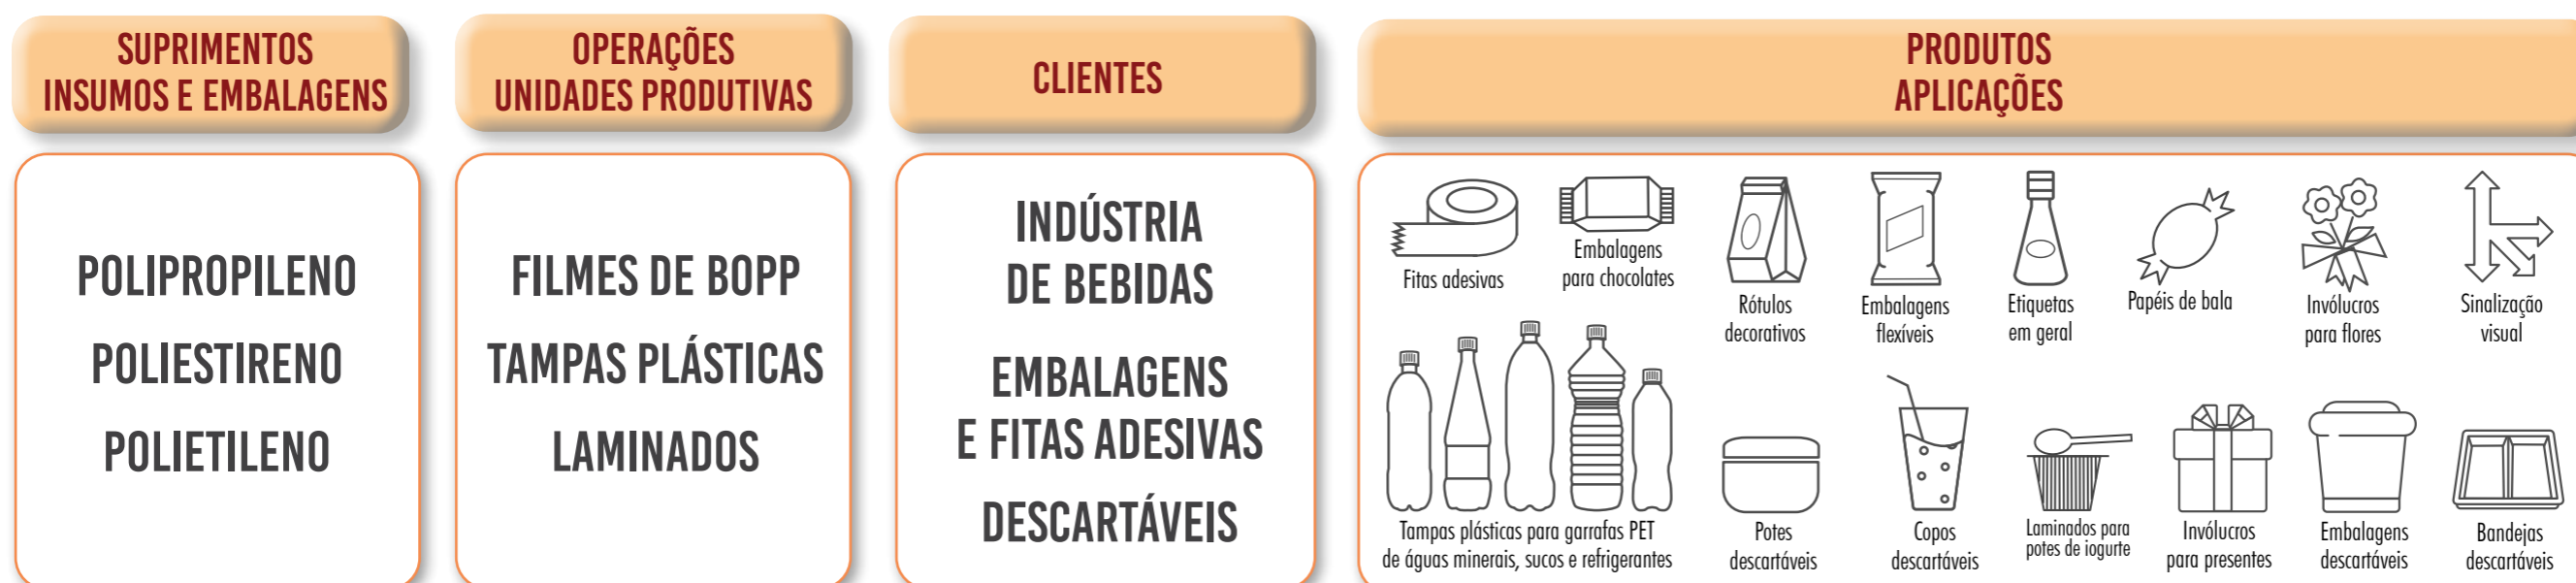 SUPRIMENTOS
INSUMOS E EMBALAGENS
POLIPROPILENO
POLIESTIRENO
POLIETILENO
OPERAÇÕES
UNIDADES PRODUTIVAS
FILMES DE BOPP
TAMPAS PLÁSTICAS
LAMINADOS
CLIENTES
INDÚSTRIA
DE BEBIDAS
EMBALAGENS
E FITAS ADESIVAS
DESCARTÁVEIS
PRODUTOS
APLICAÇÕES
Fitas adesivas
Embalagens
para chocolates
Rótulos
decorativos
Embalagens
flexíveis
Etiquetas
em geral
Papéis de bala
Invólucros
para flores
Sinalização
visual
Tampas plásticas para garrafas PET
de águas minerais, sucos e refrigerantes
Potes
descartáveis
Copos
descartáveis
Laminados para
potes de iogurte
Invólucros
para presentes
Embalagens
descartáveis
Bandejas
descartáveis